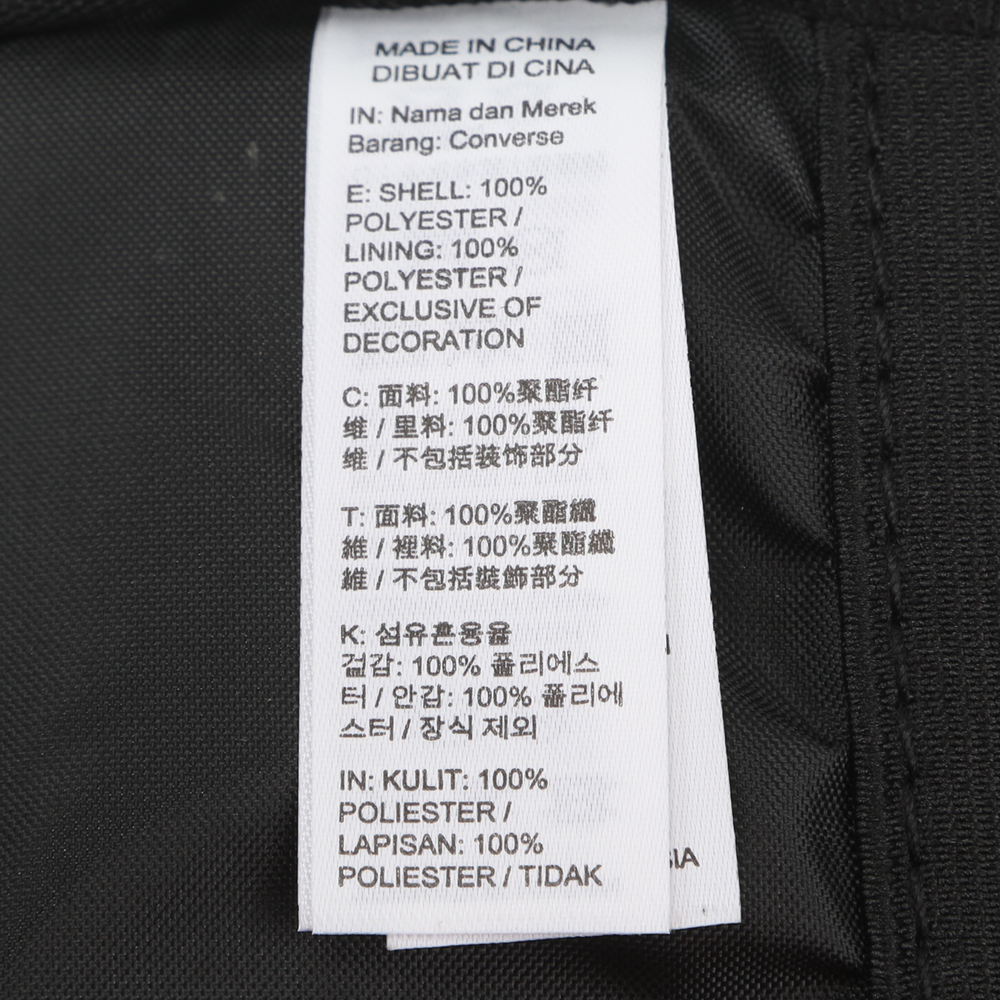 MADE IN CHINA
DIBUAT DI CINA
IN: Nama dan Merek
Barang: Converse
E: SHELL: 100%
POLYESTER /
LINING: 100%
POLYESTER /
EXCLUSIVE OF
DECORATION
C: 面料: 100%聚酯纤
维 / 里料: 100%聚酯纤
维 / 不包括装饰部分
T: 面料: 100%聚酯纖
維 / 裡料: 100%聚酯纖
維 / 不包括裝飾部分
K: 섬유혼용율
겉감: 100% 폴리에스
터 / 안감: 100% 폴리에
스터 / 장식 제외
IN: KULIT: 100%
POLIESTER /
LAPISAN: 100%
POLIESTER / TIDAK